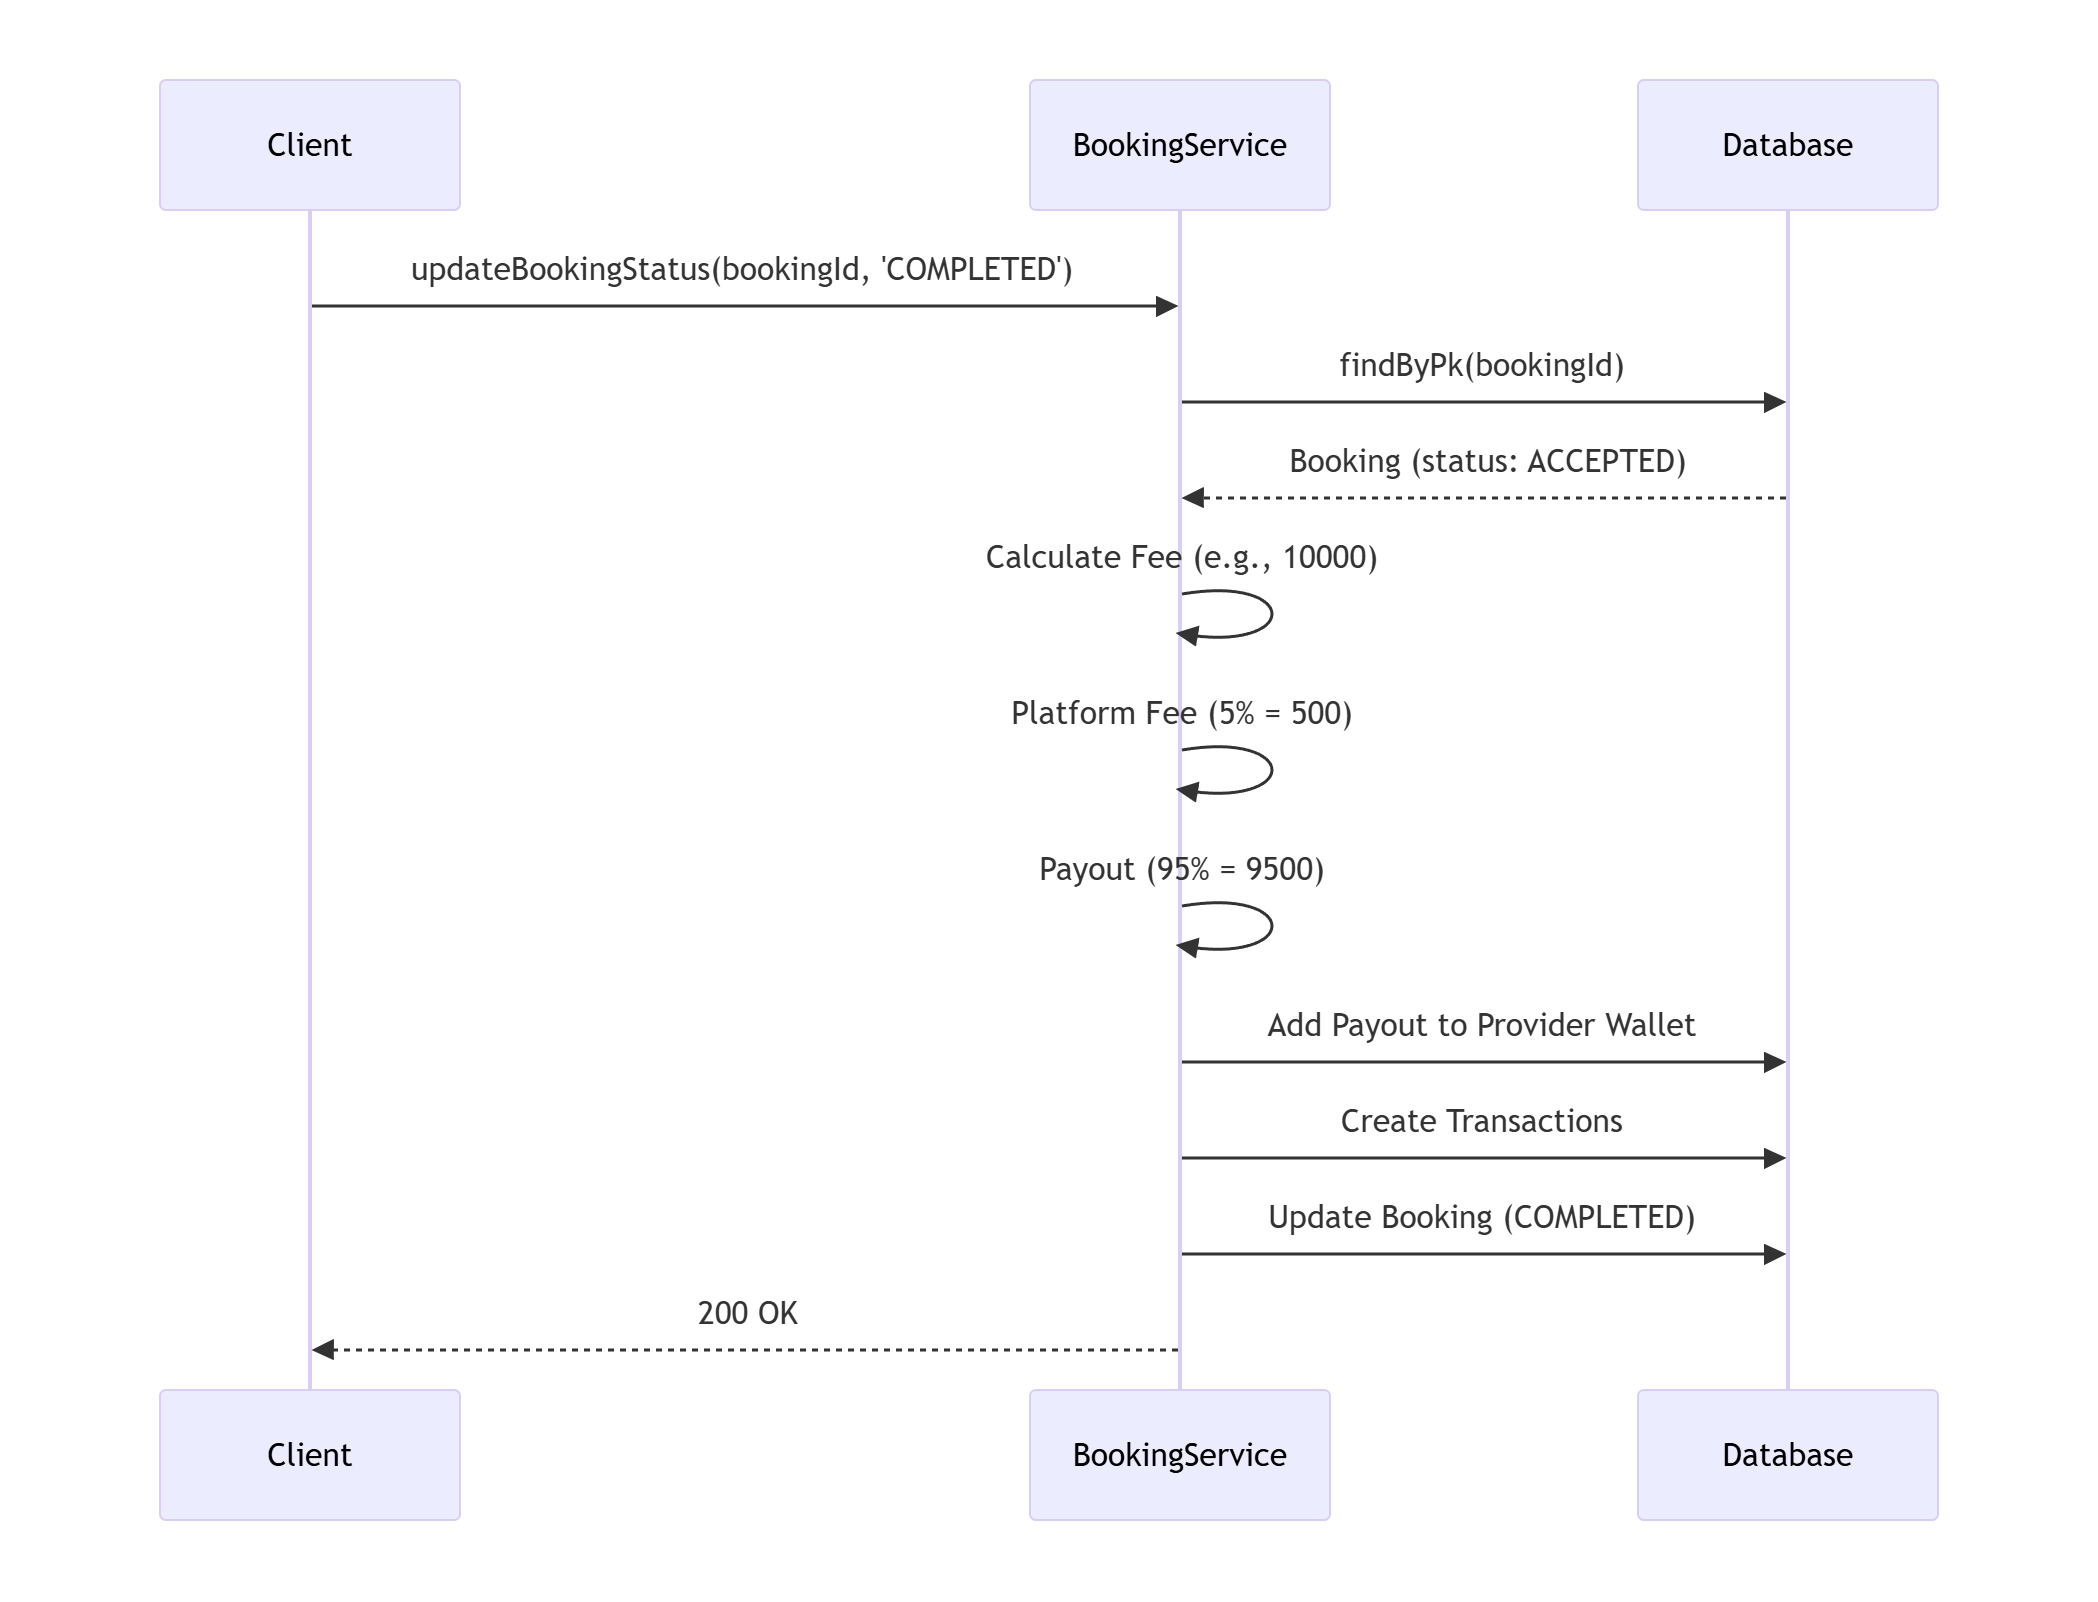 Client
BookingService
Database
updateBookingStatus(bookingId, 'COMPLETED')
findByPk(bookingId)
Booking (status: ACCEPTED)
Calculate Fee (e.g., 10000)
Platform Fee (5% = 500)
Payout (95% = 9500)
Add Payout to Provider Wallet
Create Transactions
Update Booking (COMPLETED)
200 OK
Client
BookingService
Database